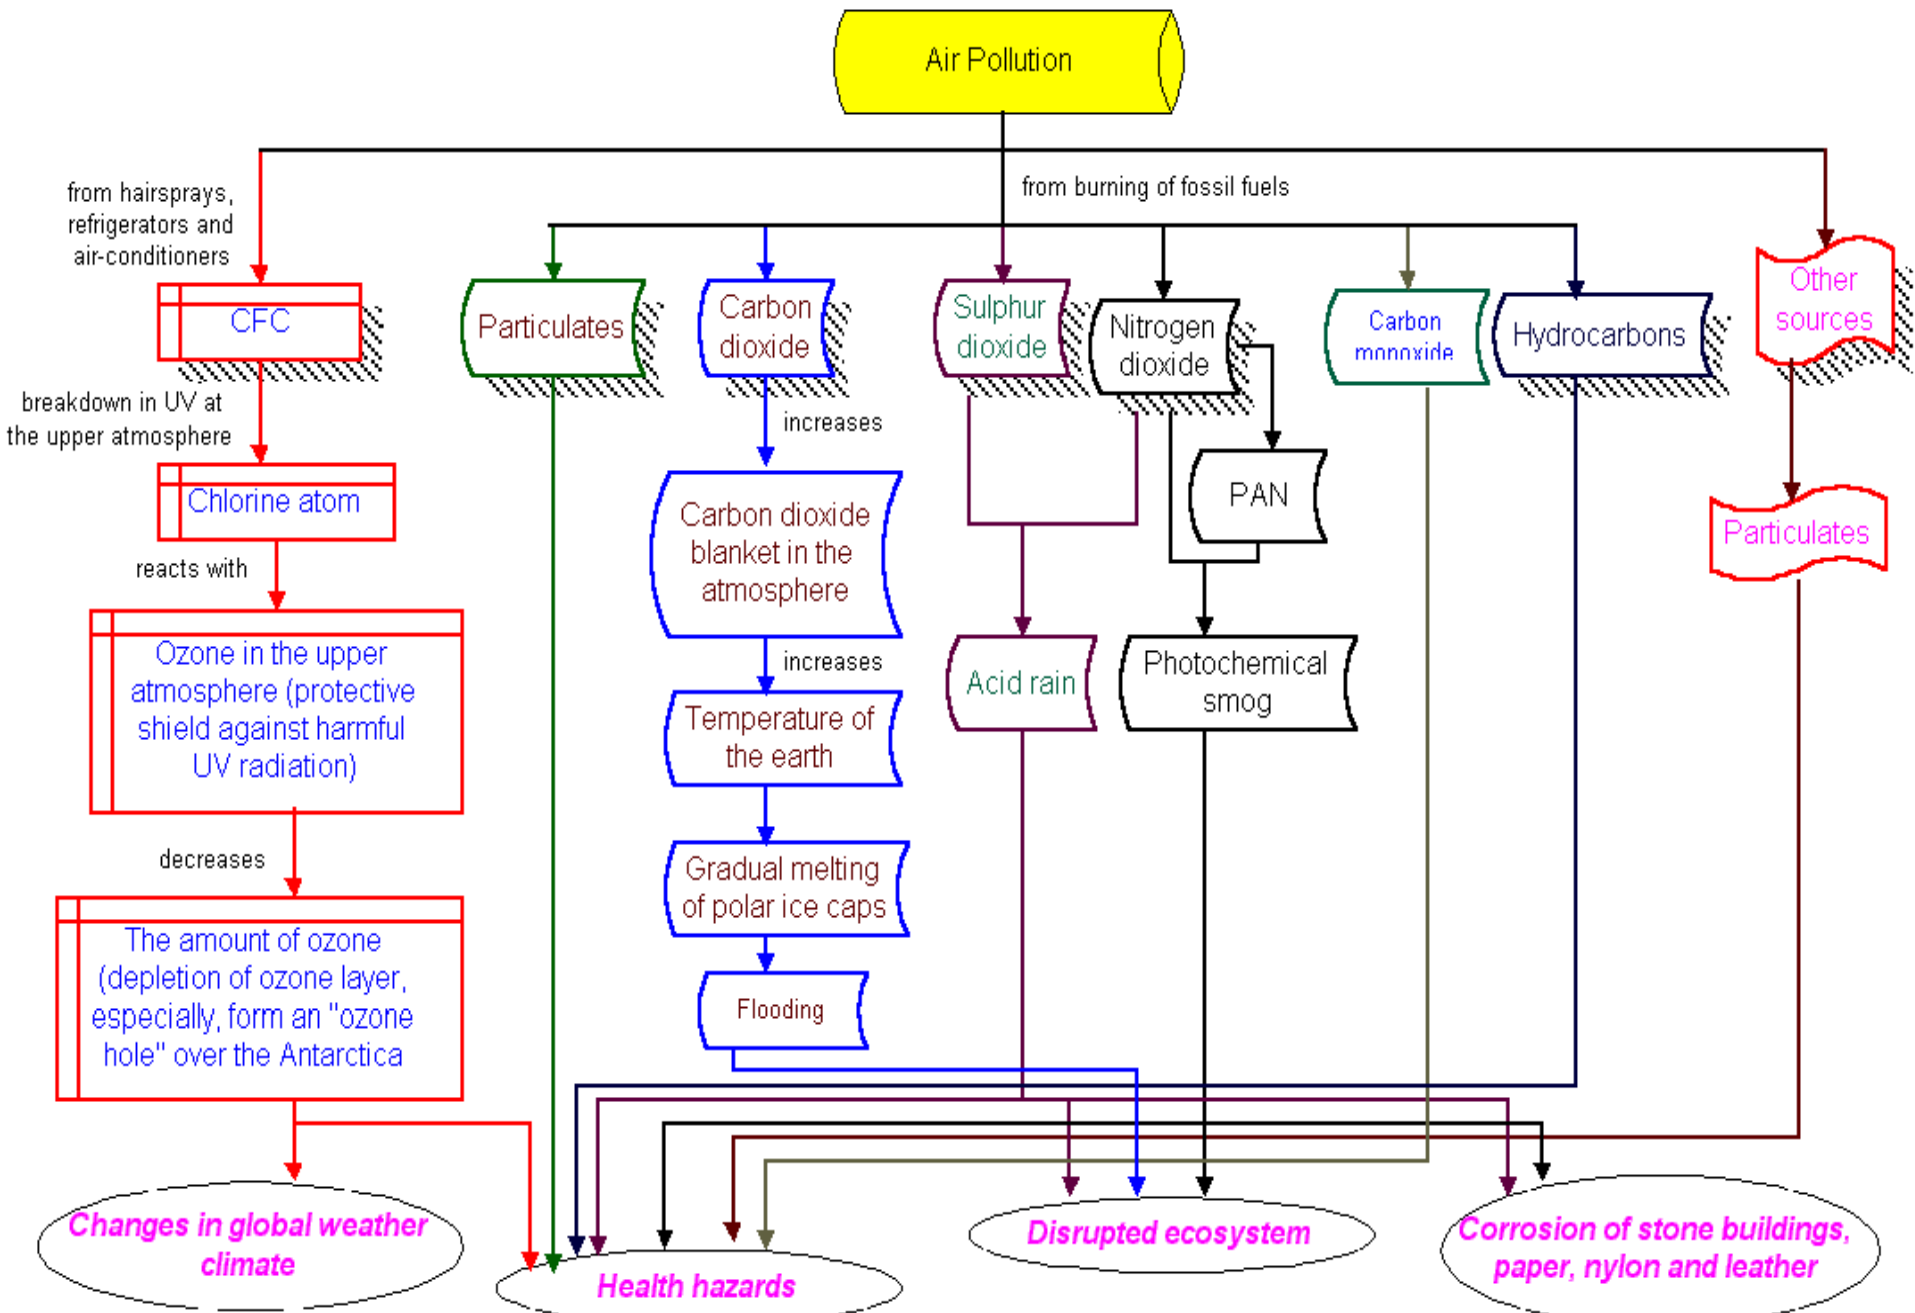 Air Pollution
from hairsprays,
refrigerators and
air-conditioners
from burning of fossil fuels
CFC
Particulates
Carbon
dioxide
Sulphur
dioxide
Nitrogen
dioxide
Carbon
monoxide
Hydrocarbons
Other
sources
breakdown in UV at
the upper atmosphere
increases
Chlorine atom
Carbon dioxide
blanket in the
atmosphere
PAN
Particulates
reacts with
Ozone in the upper
atmosphere (protective
shield against harmful
UV radiation)
increases
Temperature of
the earth
Acid rain
Photochemical
smog
decreases
Gradual melting
of polar ice caps
The amount of ozone
(depletion of ozone layer,
especially, form an "ozone
hole" over the Antarctica
Flooding
Changes in global weather
climate
Health hazards
Disrupted ecosystem
Corrosion of stone buildings,
paper, nylon and leather